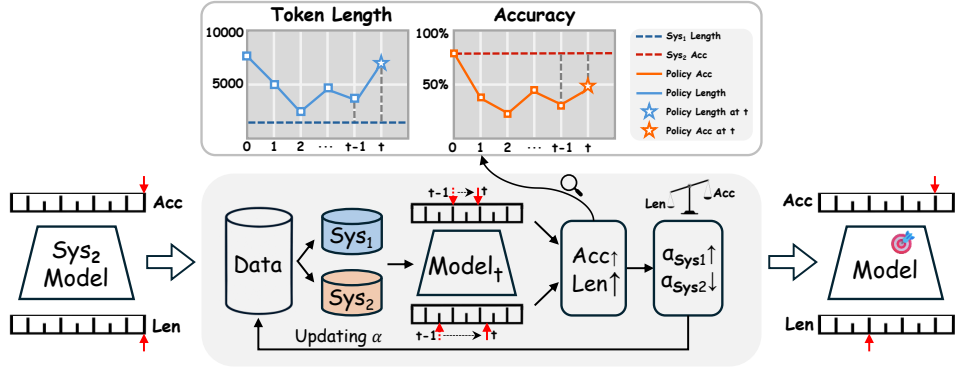 Token Length
Accuracy
10000
5000
0
1
2
...
t-1
t
100%
50%
0
1
2
...
t-1
t
Sys₁ Length
Sys₂ Acc
Policy Acc
Policy Length
Policy Length at t
Policy Acc at t
Acc
Sys₂
Model
Len
Data
Sys₁
Sys₂
t-1
t
Modelₜ
t-1
t
Acc↑
Len↑
Len
Acc
a_Sys1↑
a_Sys2↓
Updating α
Acc
Model
Len